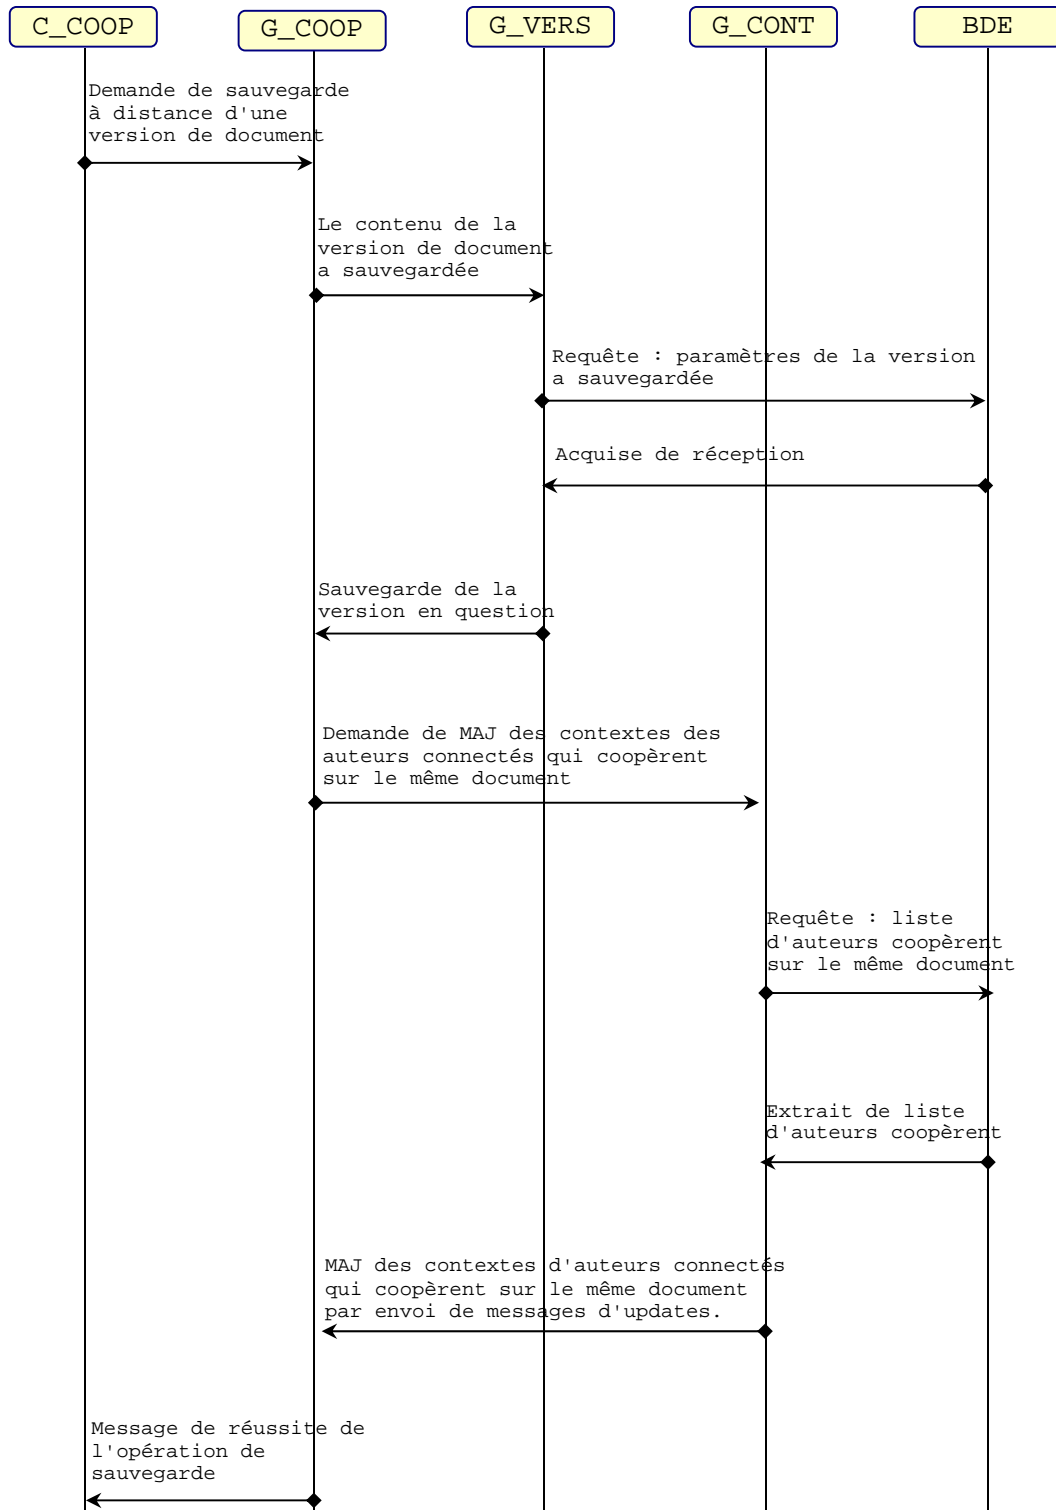 C_COOP
G_COOP
G_VERS
G_CONT
BDE
Demande de sauvegarde
à distance d'une
version de document
Le contenu de la
version de document
a sauvegardée
Requête : paramètres de la version
a sauvegardée
Acquise de réception
Sauvegarde de la
version en question
Demande de MAJ des contextes des
auteurs connectés qui coopèrent
sur le même document
Requête : liste
d'auteurs coopèrent
sur le même document
Extrait de liste
d'auteurs coopèrent
MAJ des contextes d'auteurs connectés
qui coopèrent sur le même document
par envoi de messages d'updates.
Message de réussite de
l'opération de
sauvegarde